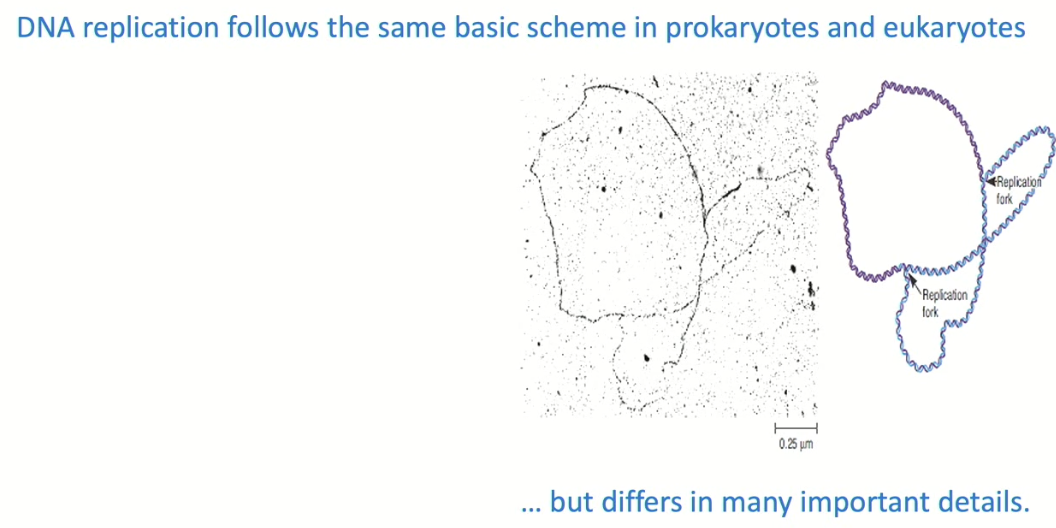 DNA replication follows the same basic scheme in prokaryotes and eukaryotes
Replication
fork
Replication
fork
0.25 µm
... but differs in many important details.